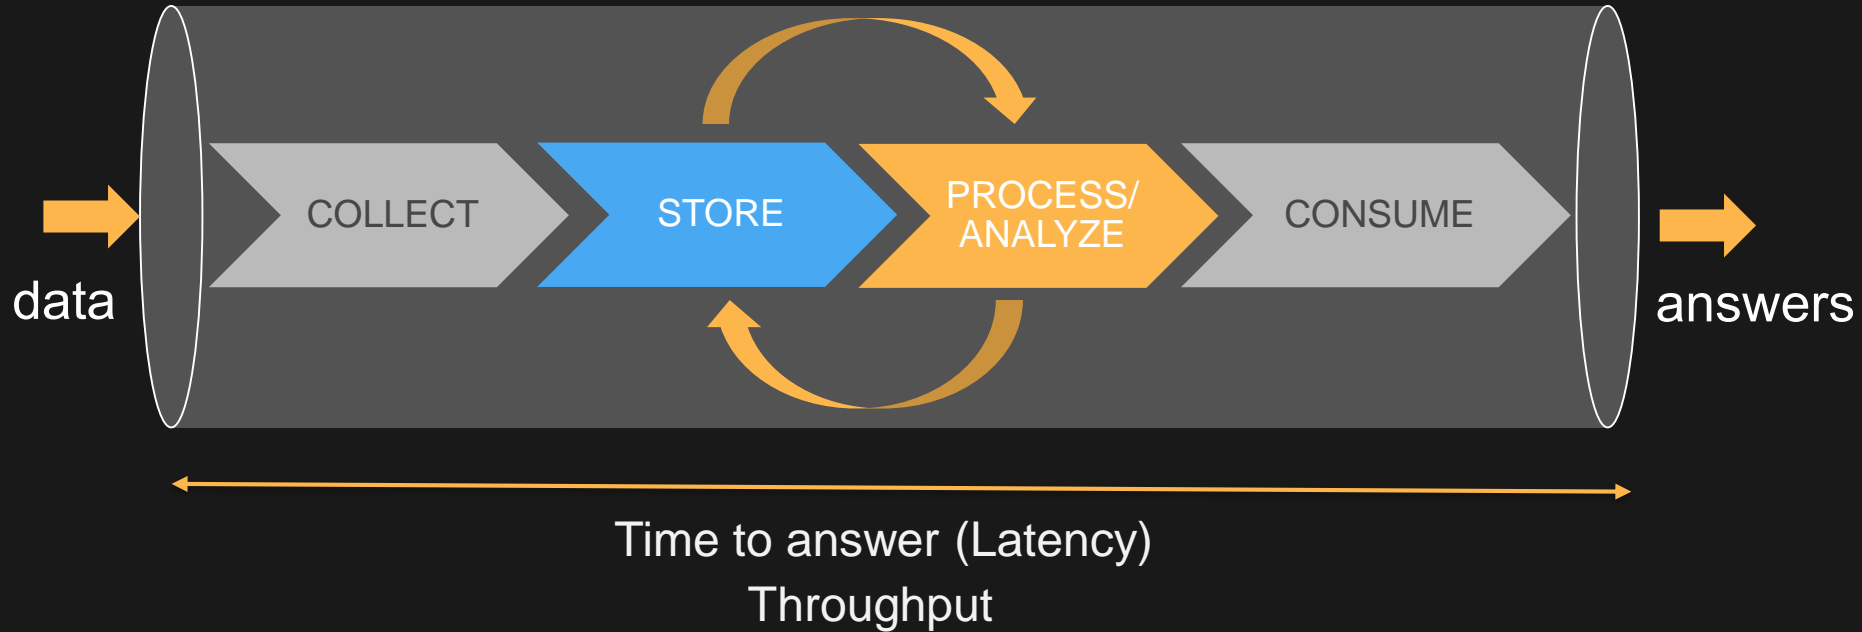 data
COLLECT
STORE
PROCESS/
ANALYZE
CONSUME
answers
Time to answer (Latency)
Throughput